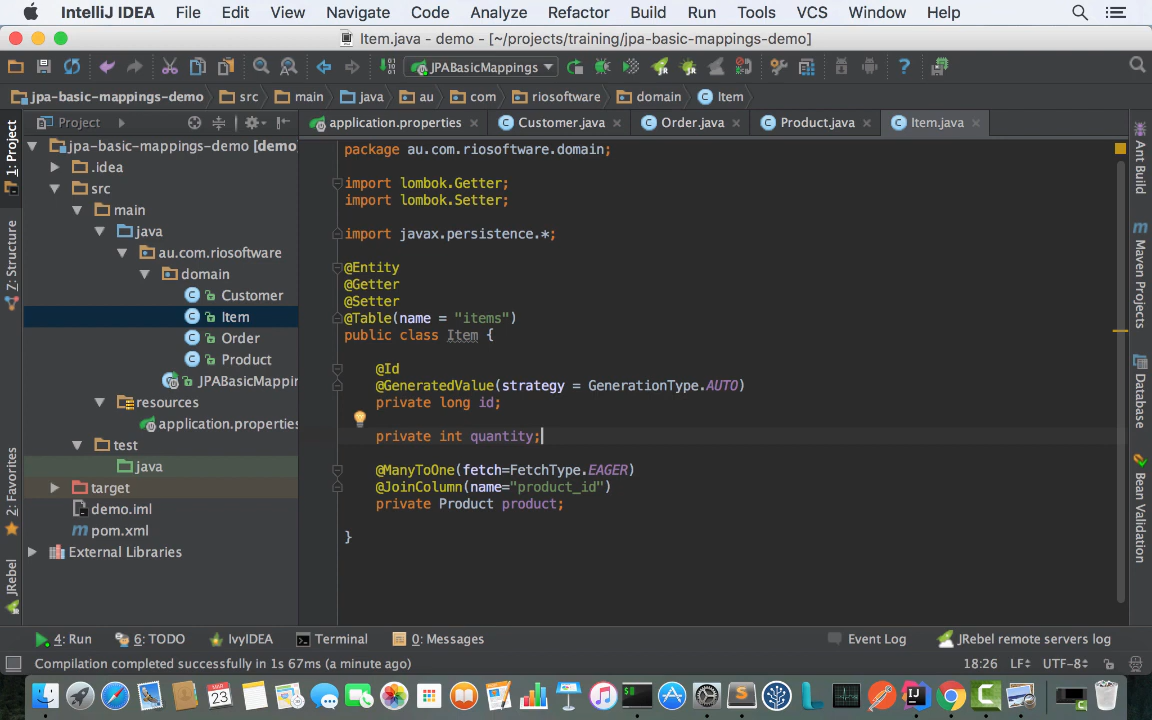 IntelliJ IDEA File Edit View Navigate Code Analyze Refactor Build Run Tools VCS Window Help
Item.java - demo - [~/projects/training/jpa-basic-mappings-demo]
JPABasicMappings
jpa-basic-mappings-demo src main java au com riosoftware domain Item
Project
application.properties Customer.java Order.java Product.java Item.java
jpa-basic-mappings-demo [demo
.idea
src
main
java
au.com.riosoftware
domain
Customer
Item
Order
Product
JPABasicMappin
resources
application.properties
test
java
target
demo.iml
pom.xml
External Libraries
1: Project
Z: Structure
2: Favorites
JRebel
package au.com.riosoftware.domain;
import lombok.Getter;
import lombok.Setter;
import javax.persistence.*;
@Entity
@Getter
@Setter
@Table(name = "items")
public class Item {
@Id
@GeneratedValue(strategy = GenerationType.AUTO)
private long id;
private int quantity;
@ManyToOne(fetch=FetchType.EAGER)
@JoinColumn(name="product_id")
private Product product;
}
Ant Build
Maven Projects
Database
Bean Validation
4: Run 6: TODO IvyIDEA Terminal 0: Messages Event Log JRebel remote servers log
Compilation completed successfully in 1s 67ms (a minute ago) 18:26 LF UTF-8
MAR
23